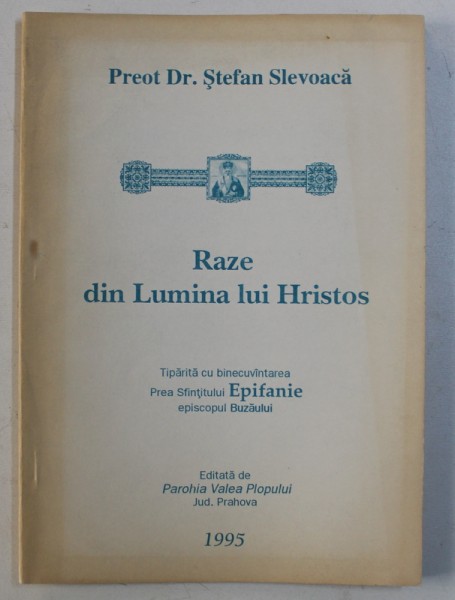 Preot Dr. Ştefan Slevoacă
Raze
din Lumina lui Hristos
Tipărită cu binecuvîntarea
Prea Sfinţitului Epifanie
episcopul Buzăului
Editată de
Parohia Valea Plopului
Jud. Prahova
1995